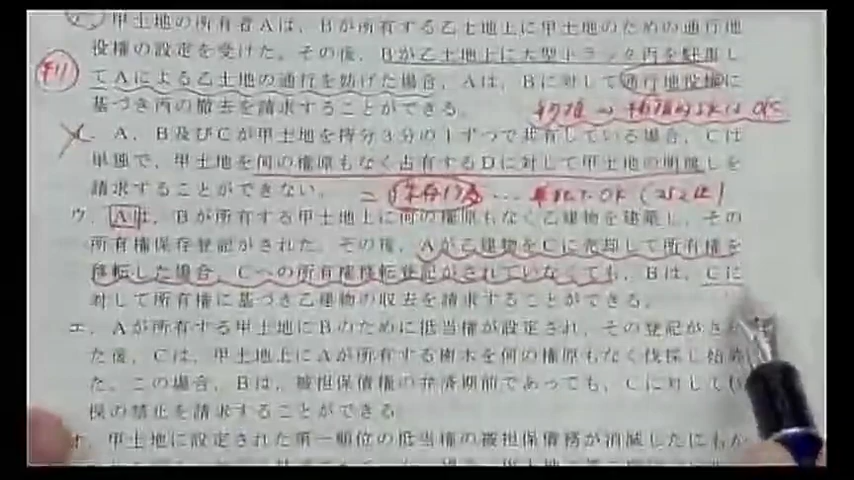 甲土地の所有者Aは、Bが所有する乙土地上に甲土地のための通行地
役権の設定を受けた。その後、Bが乙土地上に大型トラック丙を駐車し
てAによる乙土地の通行を妨げた場合、Aは、Bに対して通行地役権に
基づき丙の撤去を請求することができる。
A、B及びCが甲土地を持分3分の1ずつで共有している場合、Cは
単独で、甲土地を何の権原もなく占有するDに対して甲土地の明渡しを
請求することができない。
= 保存行為 … 単独でOK
ウ. Aは、Bが所有する甲土地上に何の権原もなく乙建物を建築し、その
所有権保存登記がされた。その後、Aが乙建物をCに売却して所有権を
移転した場合、Cへの所有権移転登記がされていなくても、Bは、Cに
対して所有権に基づき乙建物の収去を請求することができる。
エ. Aが所有する甲土地にBのために抵当権が設定され、その登記がさ
た後、Cは、甲土地上にAが所有する樹木を何の権原もなく伐採し始め
た。この場合、Bは、被担保債権の弁済期前であっても、Cに対して
採の禁止を請求することができる
オ. 甲土地に設定された第一順位の抵当権の被担保債務が消滅したにもか